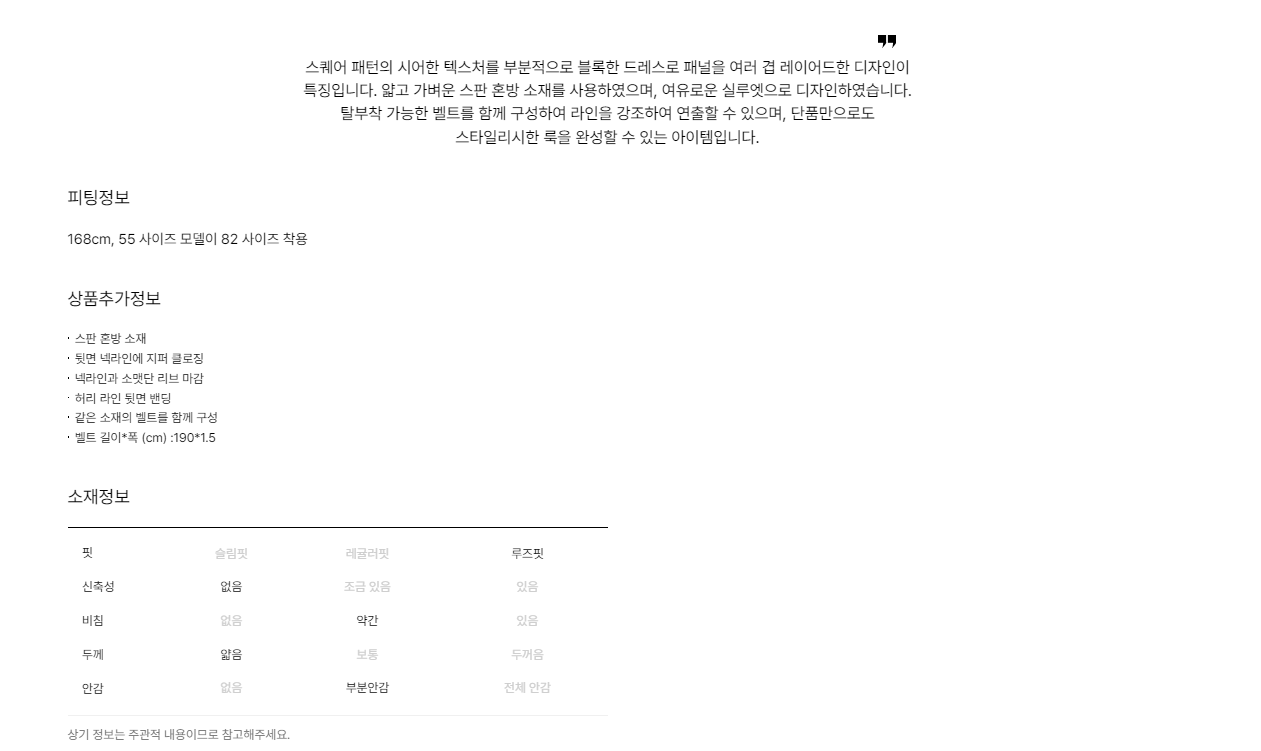 ”
스퀘어 패턴의 시어한 텍스처를 부분적으로 블록한 드레스로 패널을 여러 겹 레이어드한 디자인이
특징입니다. 얇고 가벼운 스판 혼방 소재를 사용하였으며, 여유로운 실루엣으로 디자인하였습니다.
탈부착 가능한 벨트를 함께 구성하여 라인을 강조하여 연출할 수 있으며, 단품만으로도
스타일리시한 룩을 완성할 수 있는 아이템입니다.
피팅정보
168cm, 55 사이즈 모델이 82 사이즈 착용
상품추가정보
· 스판 혼방 소재
· 뒷면 넥라인에 지퍼 클로징
· 넥라인과 소맷단 리브 마감
· 허리 라인 뒷면 밴딩
· 같은 소재의 벨트를 함께 구성
· 벨트 길이*폭 (cm) :190*1.5
소재정보
핏 슬림핏 레귤러핏 루즈핏
신축성 없음 조금 있음 있음
비침 없음 약간 있음
두께 얇음 보통 두꺼움
안감 없음 부분안감 전체 안감
상기 정보는 주관적 내용이므로 참고해주세요.